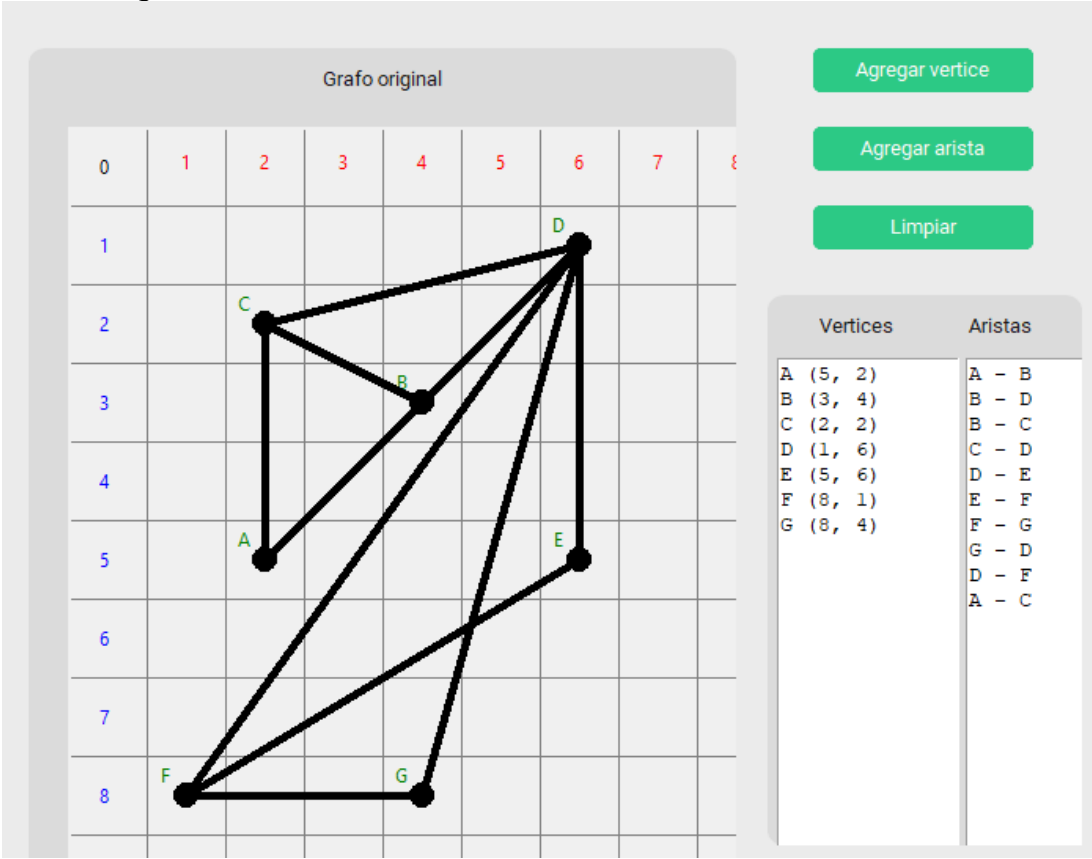 Grafo original
Agregar vertice
Agregar arista
Limpiar
0 1 2 3 4 5 6 7 8
1
2
3
4
5
6
7
8
D
C
B
A
E
F
G
Vertices
A (5, 2)
B (3, 4)
C (2, 2)
D (1, 6)
E (5, 6)
F (8, 1)
G (8, 4)
Aristas
A - B
B - D
B - C
C - D
D - E
E - F
F - G
G - D
D - F
A - C